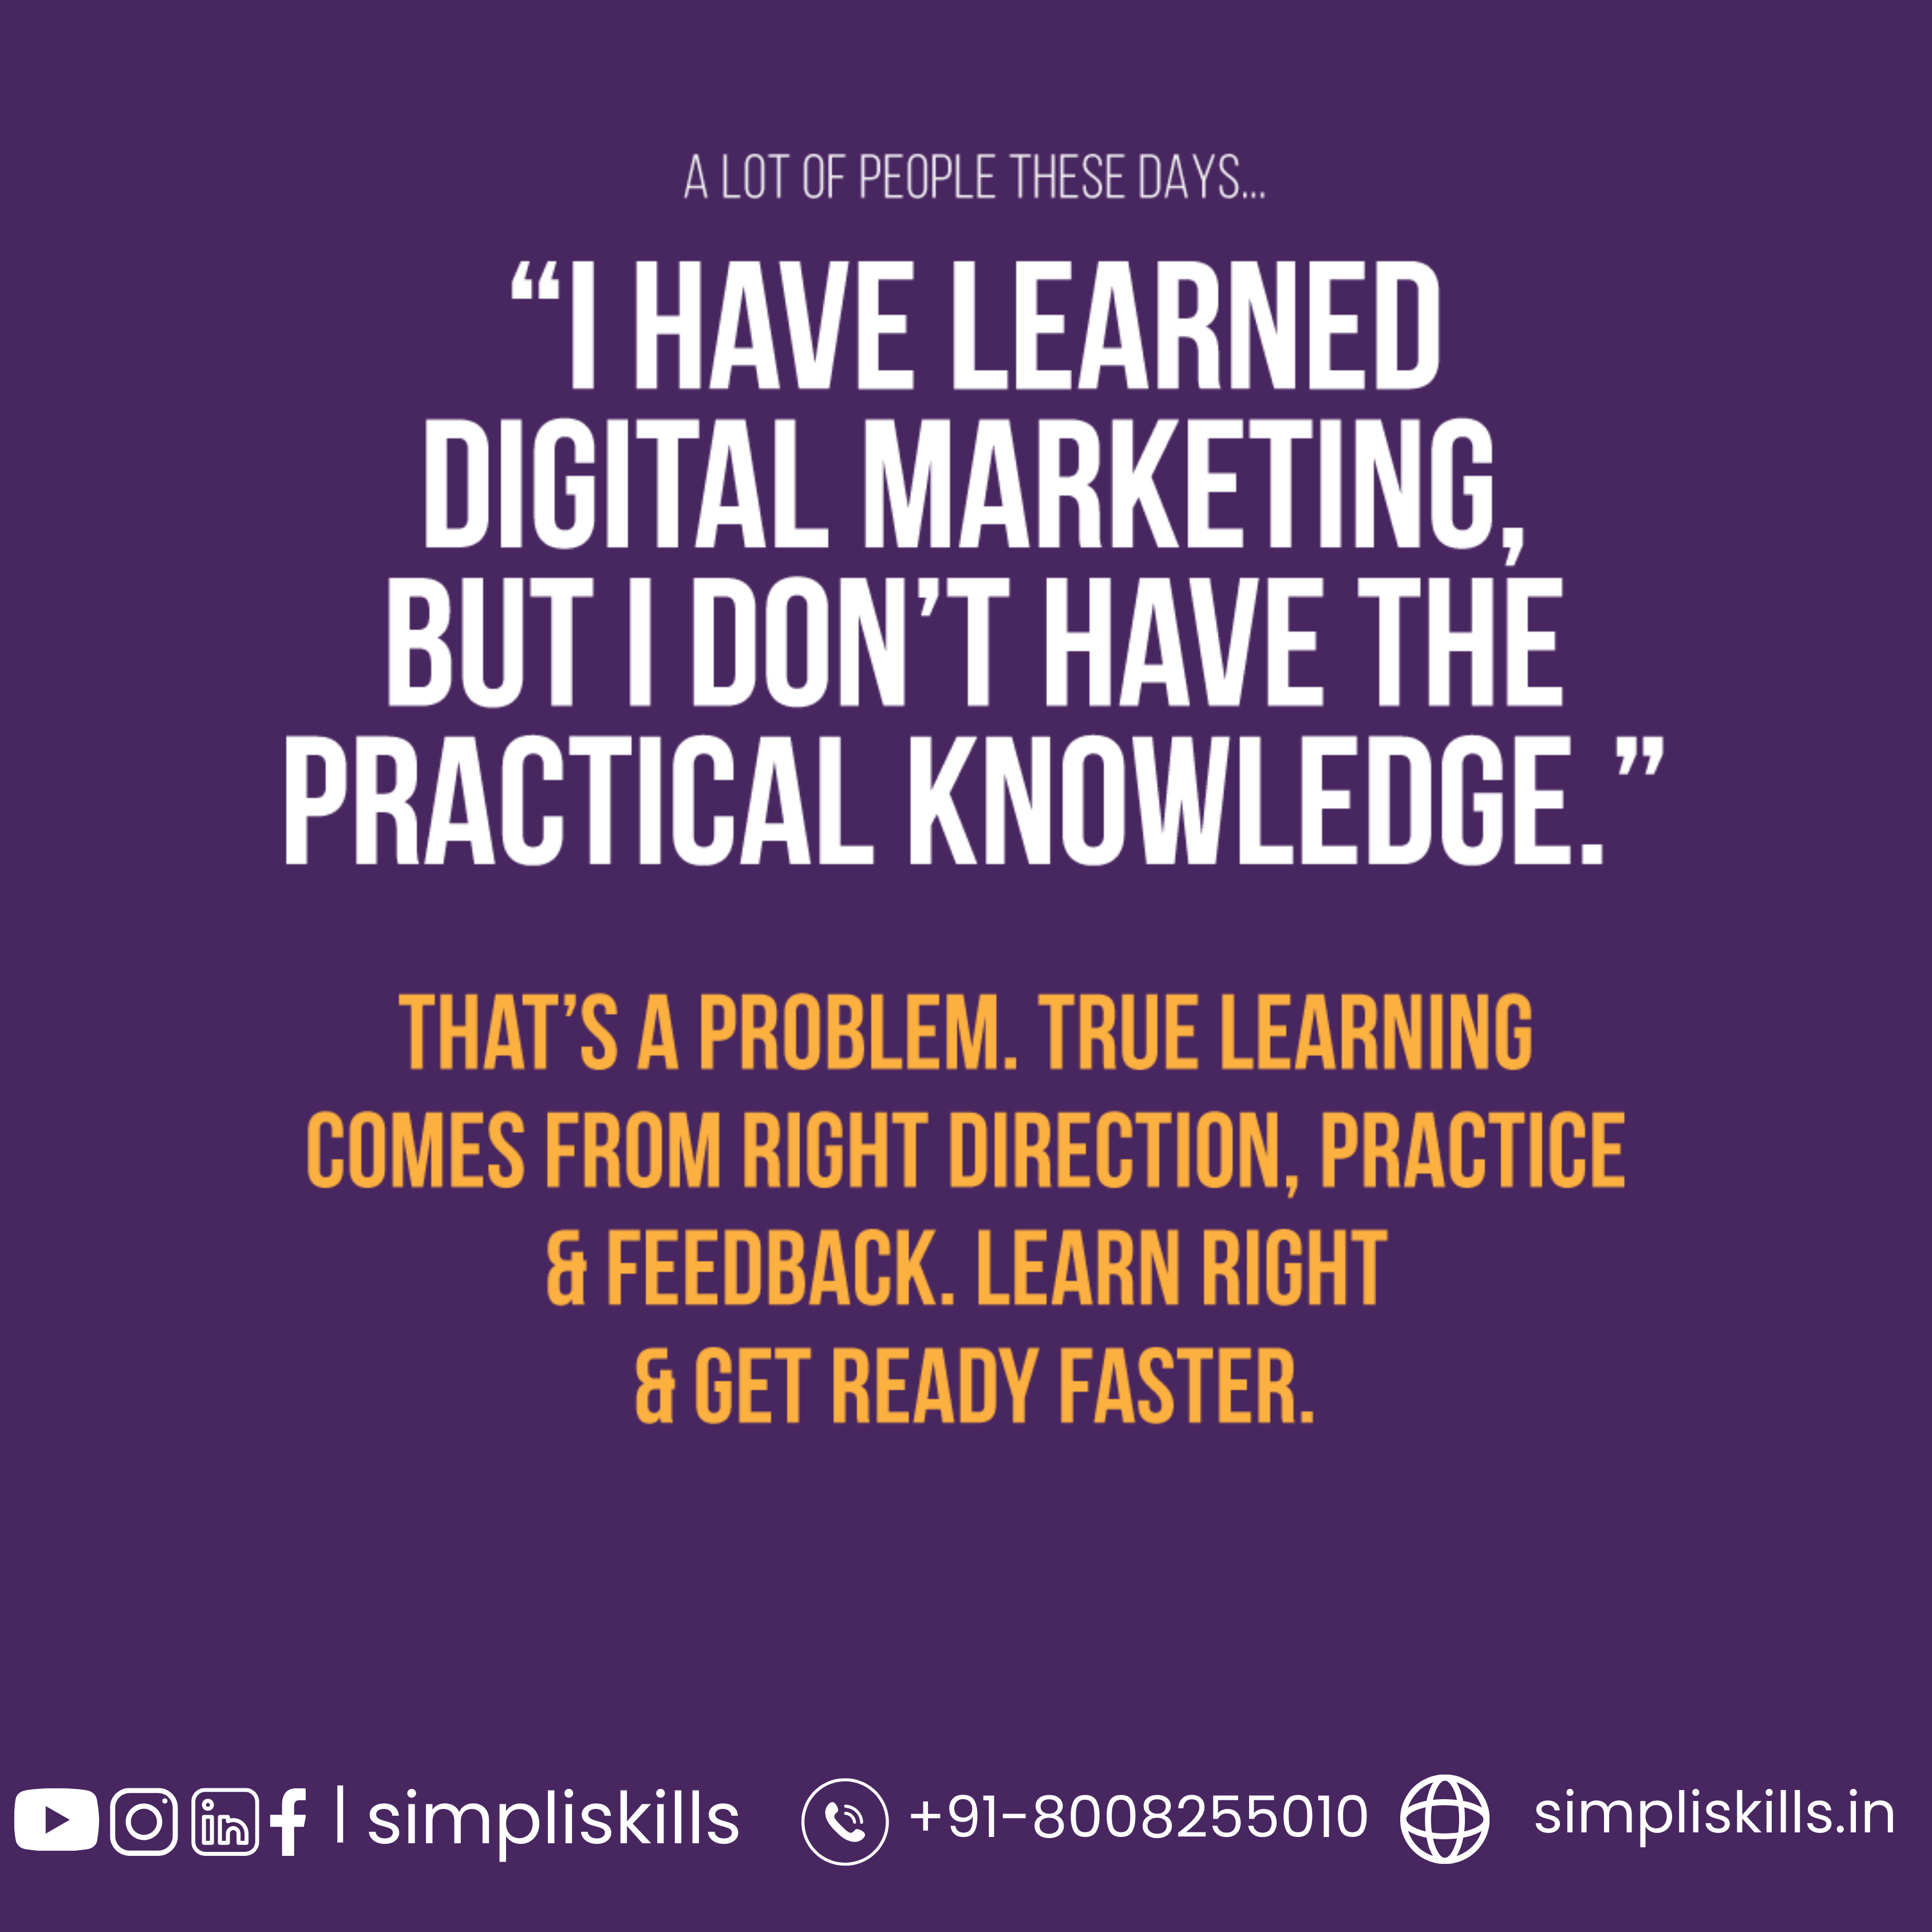 A LOT OF PEOPLE THESE DAYS...
“I HAVE LEARNED
DIGITAL MARKETING,
BUT I DON’T HAVE THE
PRACTICAL KNOWLEDGE.”
THAT’S A PROBLEM. TRUE LEARNING
COMES FROM RIGHT DIRECTION, PRACTICE
& FEEDBACK. LEARN RIGHT
& GET READY FASTER.
| simpliskills +91-8008255010 simpliskills.in